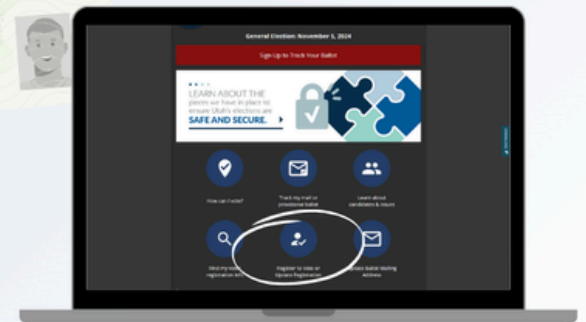 General Election: November 5, 2024
Sign Up to Track Your Ballot
LEARN ABOUT THE
pieces we have in place to
ensure Utah's elections are
SAFE AND SECURE.
How can I vote?
Track my mail or
provisional ballot
Learn about
candidates & issues
Find my voter
registration info
Register to Vote or
Update Registration
Update Ballot Mailing
Address